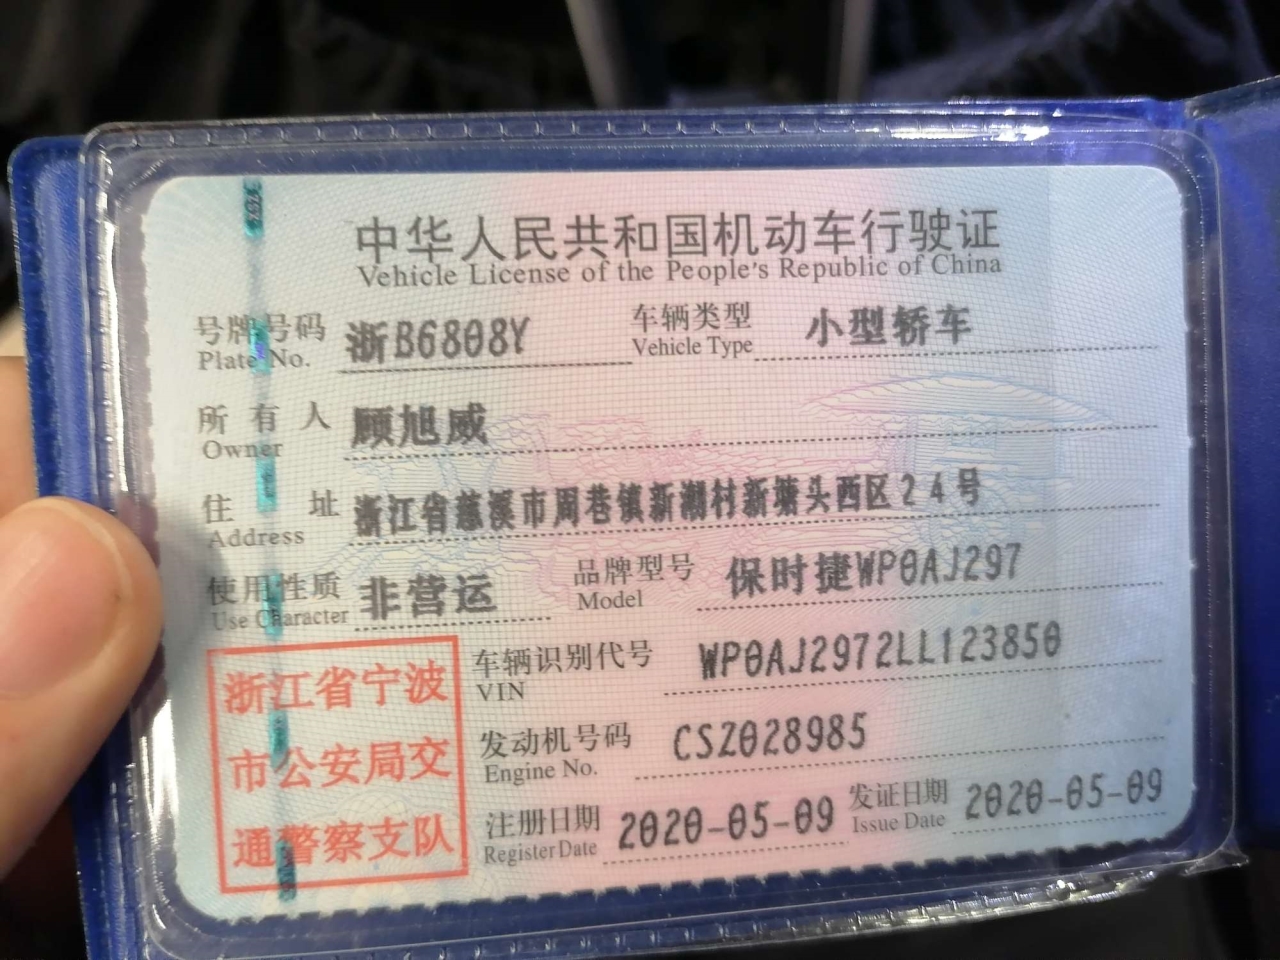 中华人民共和国机动车行驶证
Vehicle License of the People's Republic of China
号牌号码 浙B6808Y 车辆类型 小型轿车
Plate No. Vehicle Type
所有人 顾旭威
Owner
住址 浙江省慈溪市周巷镇新潮村新塘头西区24号
Address
使用性质 非营运 品牌型号 保时捷WP0AJ297
Use Character Model
浙江省宁波
市公安局交
通警察支队
车辆识别代号 WP0AJ2972LL123850
VIN
发动机号码 CSZ028985
Engine No.
注册日期 2020-05-09 发证日期 2020-05-09
Register Date Issue Date